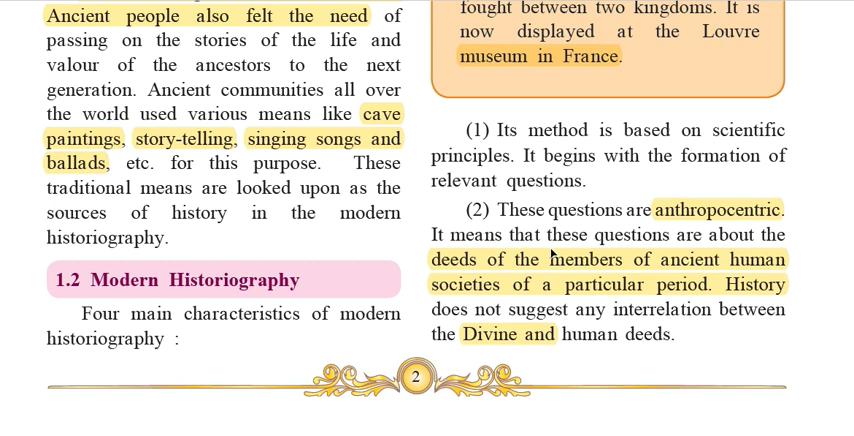 Ancient people also felt the need of
passing on the stories of the life and
valour of the ancestors to the next
generation. Ancient communities all over
the world used various means like cave
paintings, story-telling, singing songs and
ballads, etc. for this purpose. These
traditional means are looked upon as the
sources of history in the modern
historiography.
1.2 Modern Historiography
Four main characteristics of modern
historiography :
fought between two kingdoms. It is
now displayed at the Louvre
museum in France.
(1) Its method is based on scientific
principles. It begins with the formation of
relevant questions.
(2) These questions are anthropocentric.
It means that these questions are about the
deeds of the members of ancient human
societies of a particular period. History
does not suggest any interrelation between
the Divine and human deeds.
2